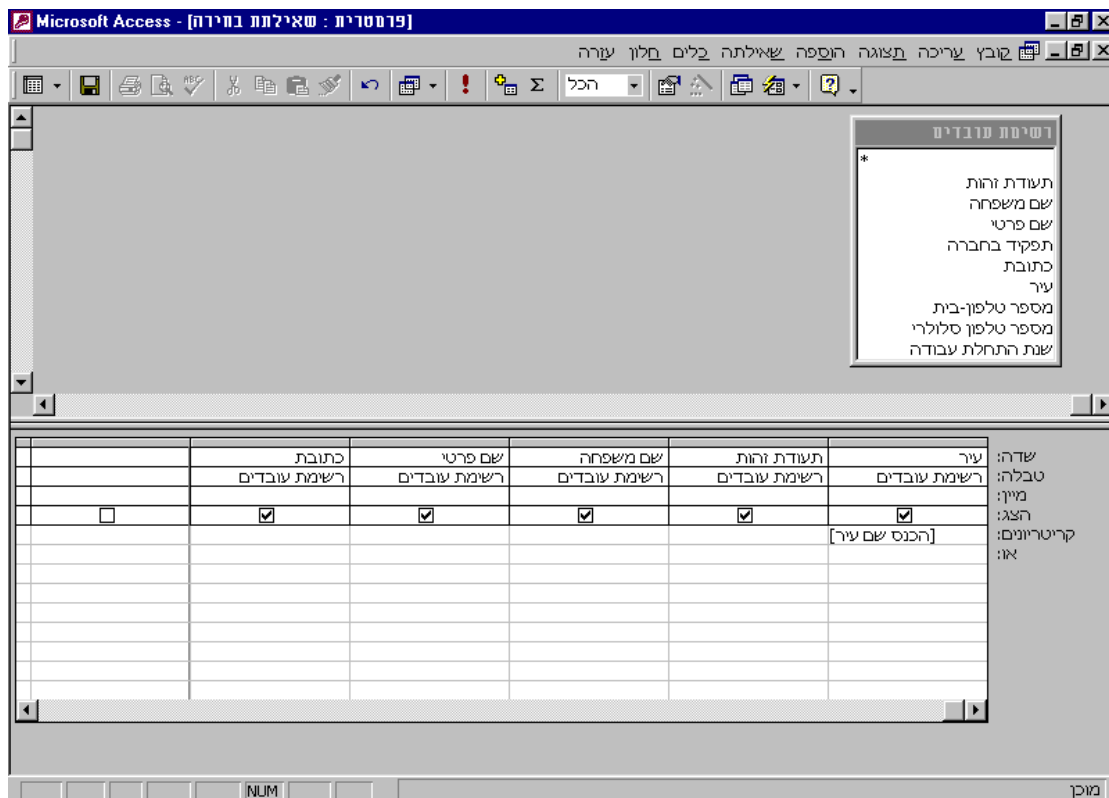 Microsoft Access - [פרמטרית : שאילתת בחירה]
קובץ עריכה תצוגה הוספה שאילתה כלים חלון עזרה
הכל
רשימת עובדים
*
תעודת זהות
שם משפחה
שם פרטי
תפקיד בחברה
כתובת
עיר
מספר טלפון-בית
מספר טלפון סלולרי
שנת התחלת עבודה
שדה: עיר תעודת זהות שם משפחה שם פרטי כתובת
טבלה: רשימת עובדים רשימת עובדים רשימת עובדים רשימת עובדים רשימת עובדים
מיין:
הצג:
קריטריונים: [הכנס שם עיר]
או:
מוכן NUM